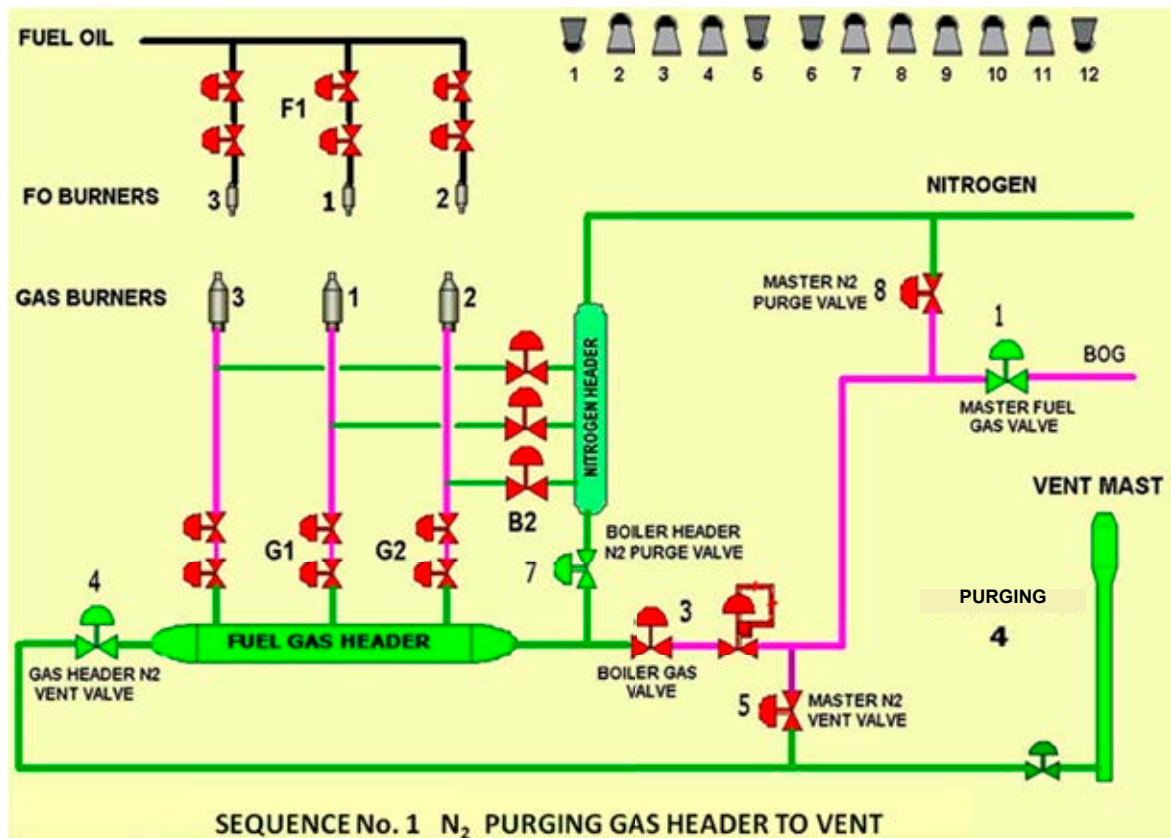 FUEL OIL
1 2 3 4 5 6 7 8 9 10 11 12
F1
FO BURNERS
3 1 2
NITROGEN
GAS BURNERS
3 1 2
MASTER N2
PURGE VALVE
8
1
BOG
MASTER FUEL
GAS VALVE
NITROGEN HEADER
VENT MAST
G1 G2
B2
BOILER HEADER
N2 PURGE VALVE
7
4
3
PURGING
4
FUEL GAS HEADER
GAS HEADER N2
VENT VALVE
BOILER GAS
VALVE
5
MASTER N2
VENT VALVE
SEQUENCE No. 1 N₂ PURGING GAS HEADER TO VENT